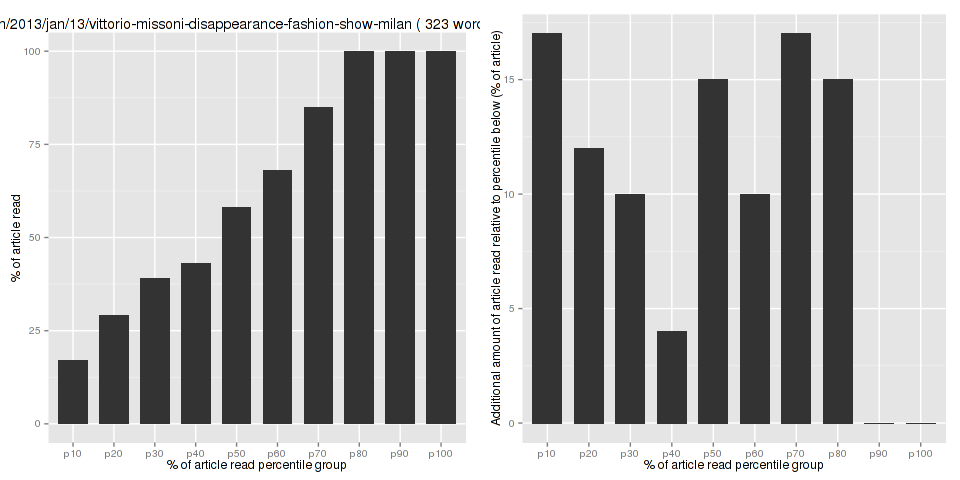 /2013/jan/13/vittorio-missoni-disappearance-fashion-show-milan ( 323
% of article read
100
75
50
25
0
p10 p20 p30 p40 p50 p60 p70 p80 p90 p100
% of article read percentile group
Additional amount of article read relative to percentile below (% of article)
15
10
5
0
p10 p20 p30 p40 p50 p60 p70 p80 p90 p100
% of article read percentile group